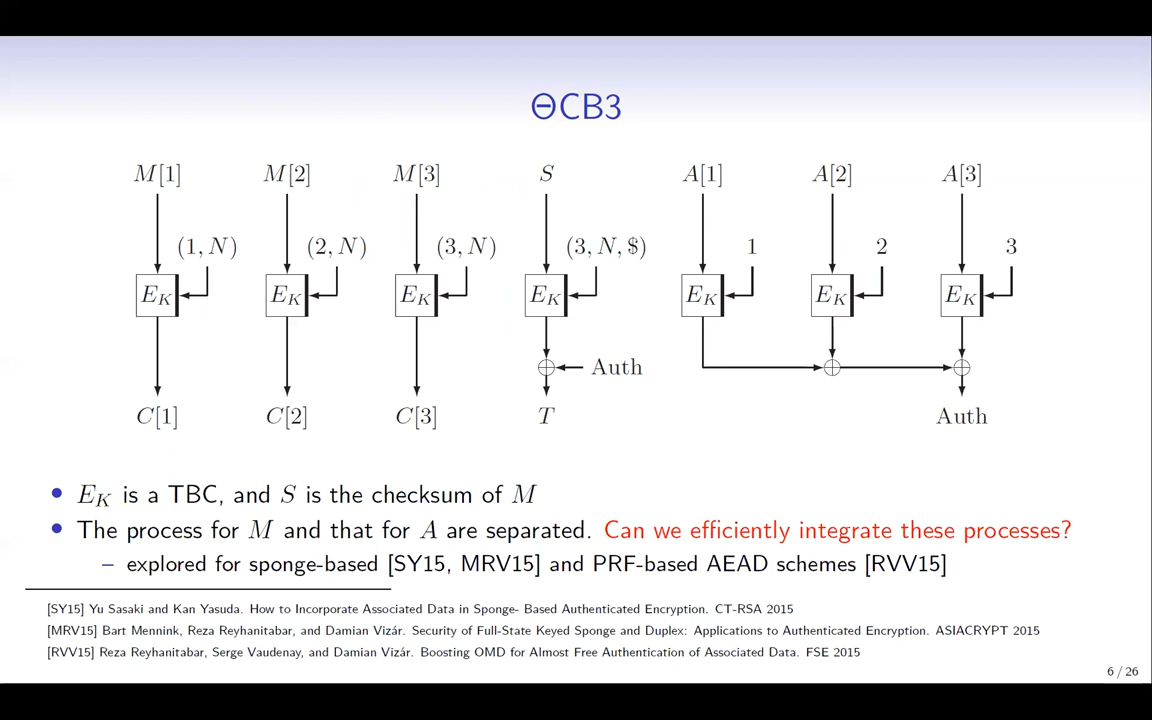 ΘCB3
M[1] M[2] M[3] S A[1] A[2] A[3]
(1, N) (2, N) (3, N) (3, N, $) 1 2 3
E_K E_K E_K E_K E_K E_K E_K
Auth
C[1] C[2] C[3] T Auth
• E_K is a TBC, and S is the checksum of M
• The process for M and that for A are separated. Can we efficiently integrate these processes?
– explored for sponge-based [SY15, MRV15] and PRF-based AEAD schemes [RVV15]
[SY15] Yu Sasaki and Kan Yasuda. How to Incorporate Associated Data in Sponge- Based Authenticated Encryption. CT-RSA 2015
[MRV15] Bart Mennink, Reza Reyhanitabar, and Damian Vizár. Security of Full-State Keyed Sponge and Duplex: Applications to Authenticated Encryption. ASIACRYPT 2015
[RVV15] Reza Reyhanitabar, Serge Vaudenay, and Damian Vizár. Boosting OMD for Almost Free Authentication of Associated Data. FSE 2015
6 / 26